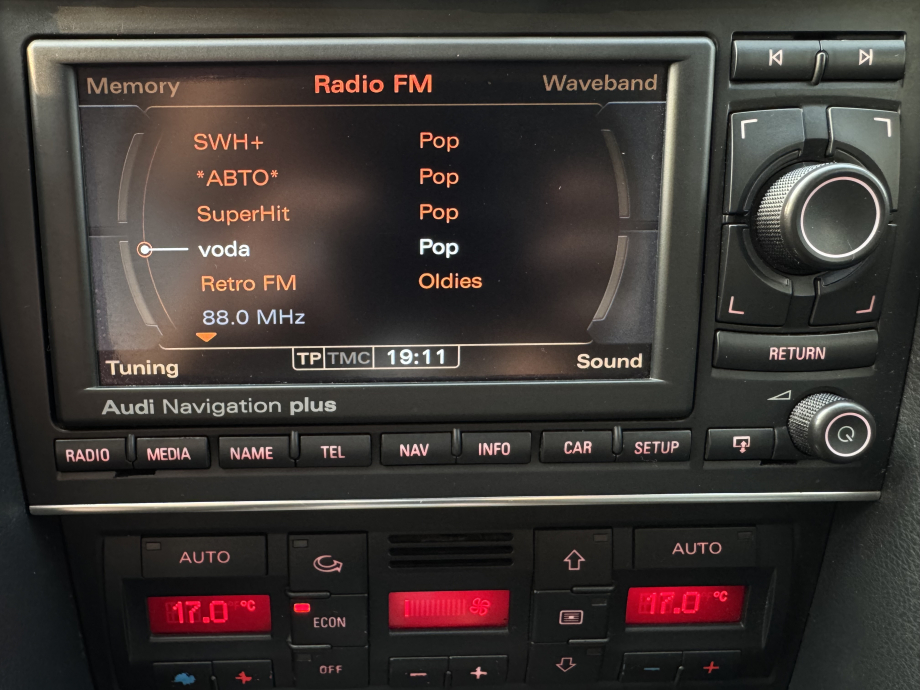 Memory Radio FM Waveband
SWH+ Pop
*ABTO* Pop
SuperHit Pop
voda Pop
Retro FM Oldies
88.0 MHz
Tuning TP TMC 19:11 Sound
Audi Navigation plus
RETURN
RADIO MEDIA NAME TEL NAV INFO CAR SETUP
AUTO AUTO
17.0 °C 17.0 °C
ECON
OFF